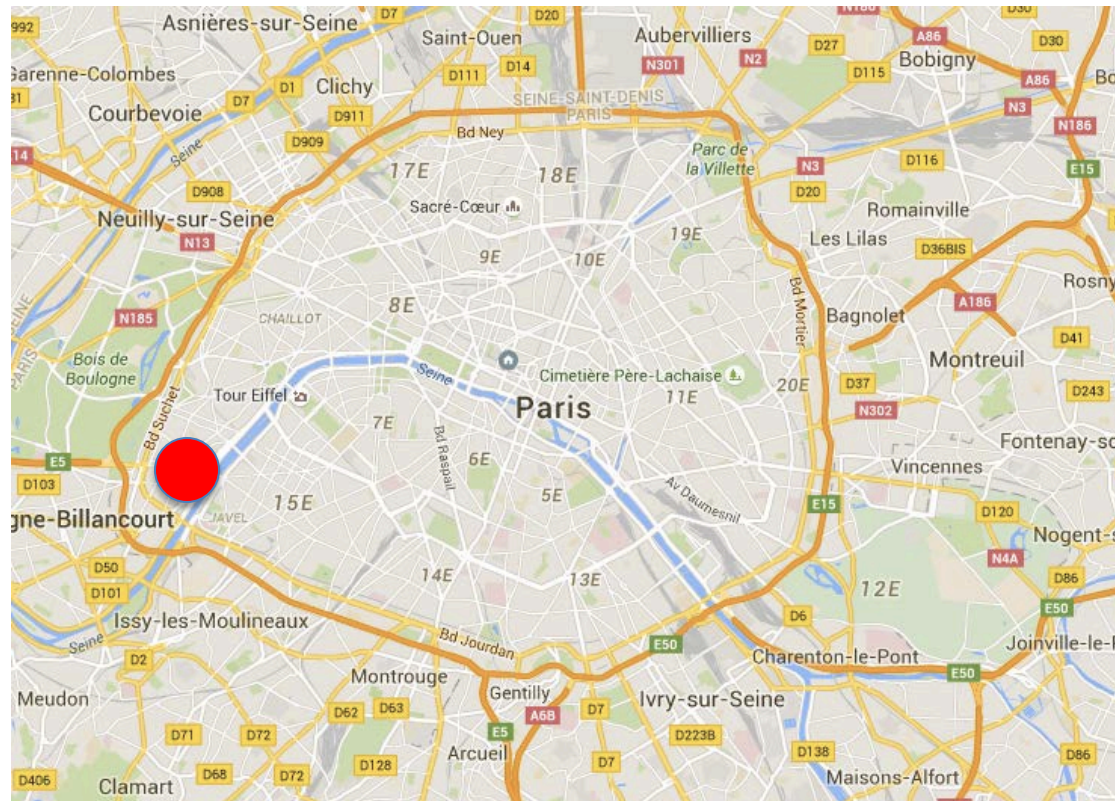 992
Asnières-sur-Seine
D7
D20
N186
D30
Aubervilliers
A86
Saint-Ouen
D27
D30
N301
N2
Bobigny
Garenne-Colombes
D111
D14
D115
A86
D1
Clichy
D7
Courbevoie
D911
SEINE-SAINT-DENIS
PARIS
N3
N186
D909
Bd Ney
14
Seine
17E
18E
Parc de
la Villette
N3
D116
E15
D908
D20
Neuilly-sur-Seine
Sacré-Cœur
19E
Romainville
N13
Les Lilas
D36BIS
9E
10E
Rosny
8E
Bd Mortier
A186
N185
CHAILLOT
Bagnolet
D41
PARIS
Bois de
Boulogne
Seine
Cimetière Père-Lachaise
Montreuil
Tour Eiffel
20E
D37
D243
Bd Suchet
Paris
11E
N302
7E
Bd Raspail
Fontenay-so
E5
6E
Vincennes
D103
Av Daumesnil
5E
15E
E15
D120
gne-Billancourt
JAVEL
Nogent-s
N4A
D50
14E
13E
12E
D86
D101
E50
Issy-les-Moulineaux
D6
Seine
Bd Jourdan
E50
Joinville-le-
D2
Charenton-le-Pont
E50
Montrouge
Gentilly
Ivry-sur-Seine
Meudon
D62
D63
A6B
D7
D71
D72
E5
D223B
Arcueil
D138
D86
D406
D68
D72
D128
D7
Maisons-Alfort
Clamart